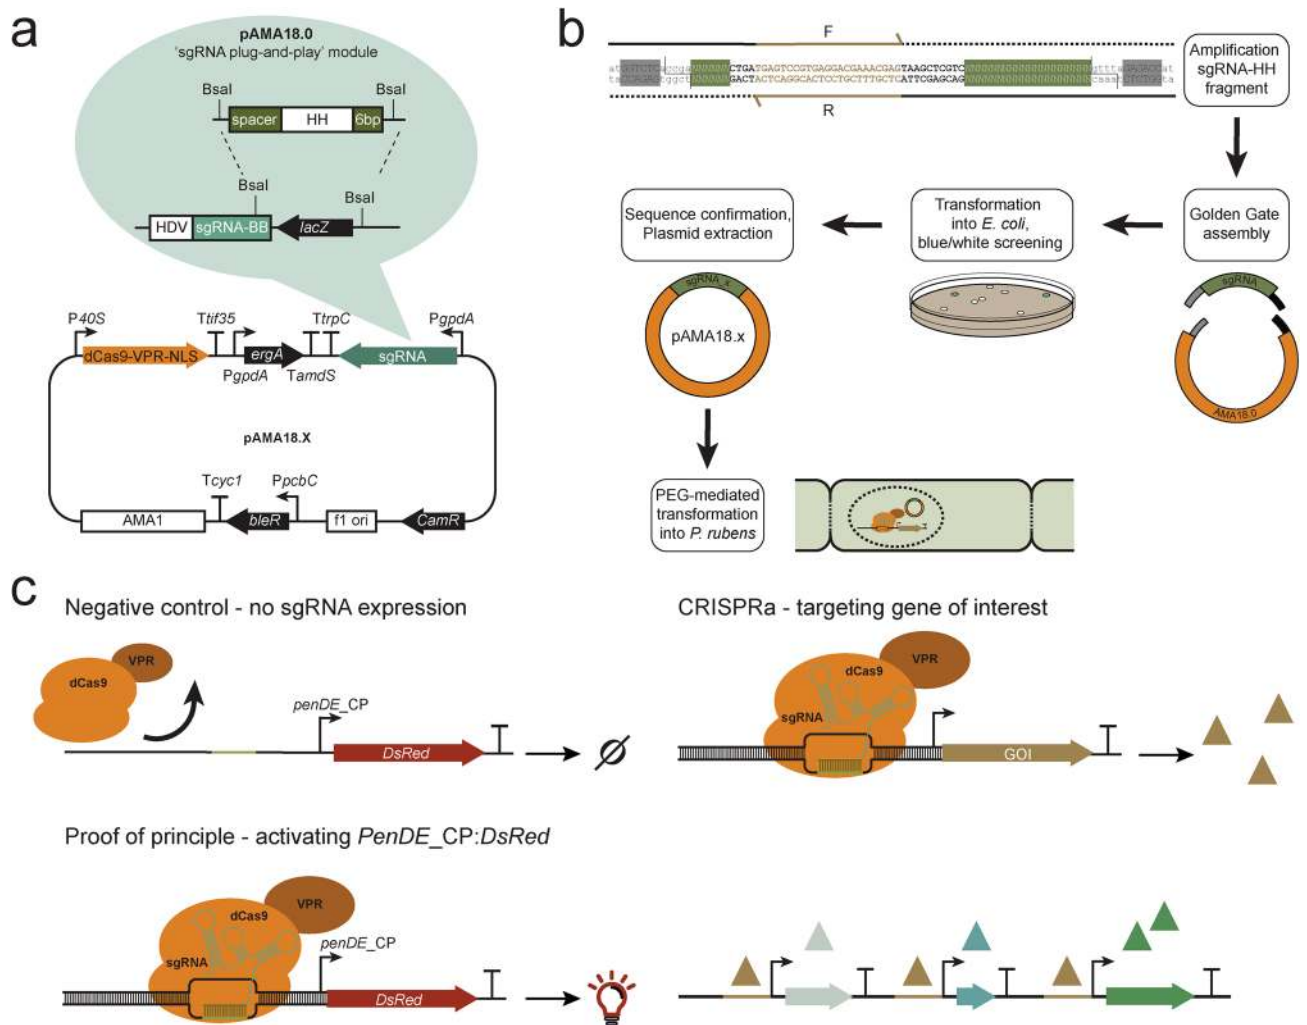 a
pAMA18.0
'sgRNA plug-and-play' module
BsaI
BsaI
spacer
HH
6bp
BsaI
BsaI
HDV
sgRNA-BB
lacZ
P40S
Ttif35
TtrpC
PgpdA
dCas9-VPR-NLS
ergA
sgRNA
PgpdA
TamdS
pAMA18.X
Tcyc1
PpcbC
AMA1
bleR
f1 ori
CamR
b
F
CTGATGAGTCCGTGAGGACGAAACGAGTAAGCTCGTC
GACTACTCAGGCACTCCTGCTTTGCTCATTCGAGCAG
R
Amplification
sgRNA-HH
fragment
Golden Gate
assembly
sgRNA
AMA18.0
Transformation
into E. coli,
blue/white screening
Sequence confirmation,
Plasmid extraction
sgRNA_x
pAMA18.x
PEG-mediated
transformation
into P. rubens
c
Negative control - no sgRNA expression
VPR
dCas9
penDE_CP
DsRed
CRISPRa - targeting gene of interest
dCas9
VPR
sgRNA
GOI
Proof of principle - activating PenDE_CP:DsRed
VPR
dCas9
sgRNA
penDE_CP
DsRed